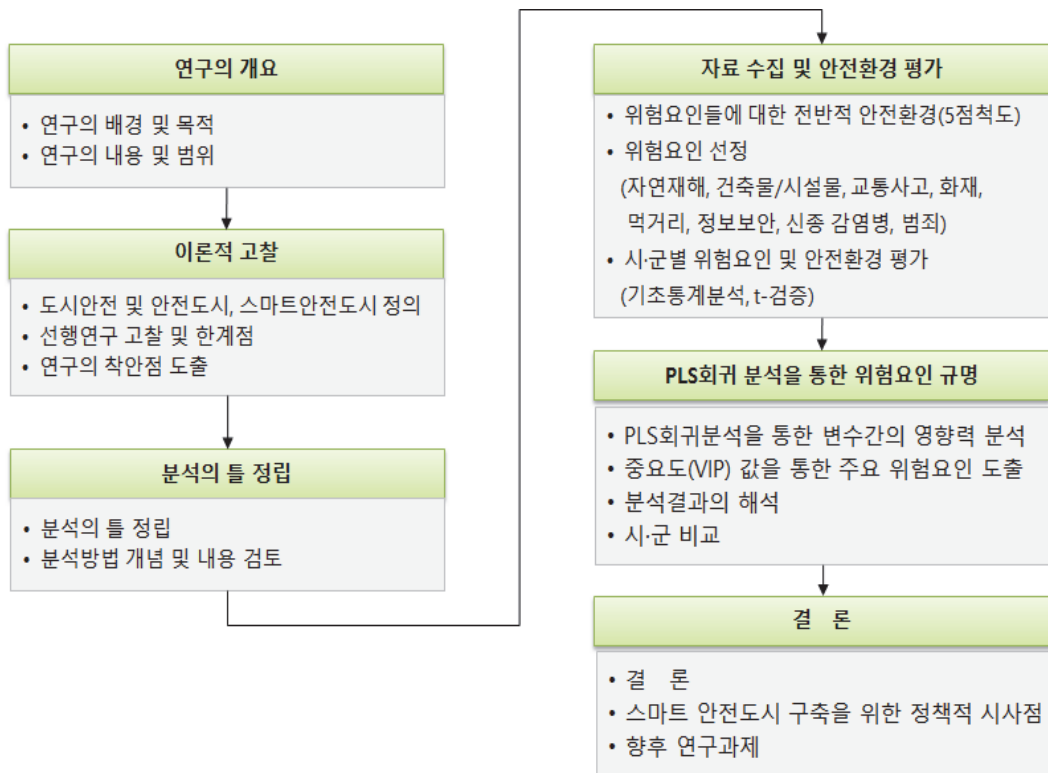 연구의 개요
• 연구의 배경 및 목적
• 연구의 내용 및 범위
이론적 고찰
• 도시안전 및 안전도시, 스마트안전도시 정의
• 선행연구 고찰 및 한계점
• 연구의 착안점 도출
분석의 틀 정립
• 분석의 틀 정립
• 분석방법 개념 및 내용 검토
자료 수집 및 안전환경 평가
• 위험요인들에 대한 전반적 안전환경(5점척도)
• 위험요인 선정
(자연재해, 건축물/시설물, 교통사고, 화재,
먹거리, 정보보안, 신종 감염병, 범죄)
• 시·군별 위험요인 및 안전환경 평가
(기초통계분석, t-검증)
PLS회귀 분석을 통한 위험요인 규명
• PLS회귀분석을 통한 변수간의 영향력 분석
• 중요도(VIP) 값을 통한 주요 위험요인 도출
• 분석결과의 해석
• 시·군 비교
결 론
• 결 론
• 스마트 안전도시 구축을 위한 정책적 시사점
• 향후 연구과제